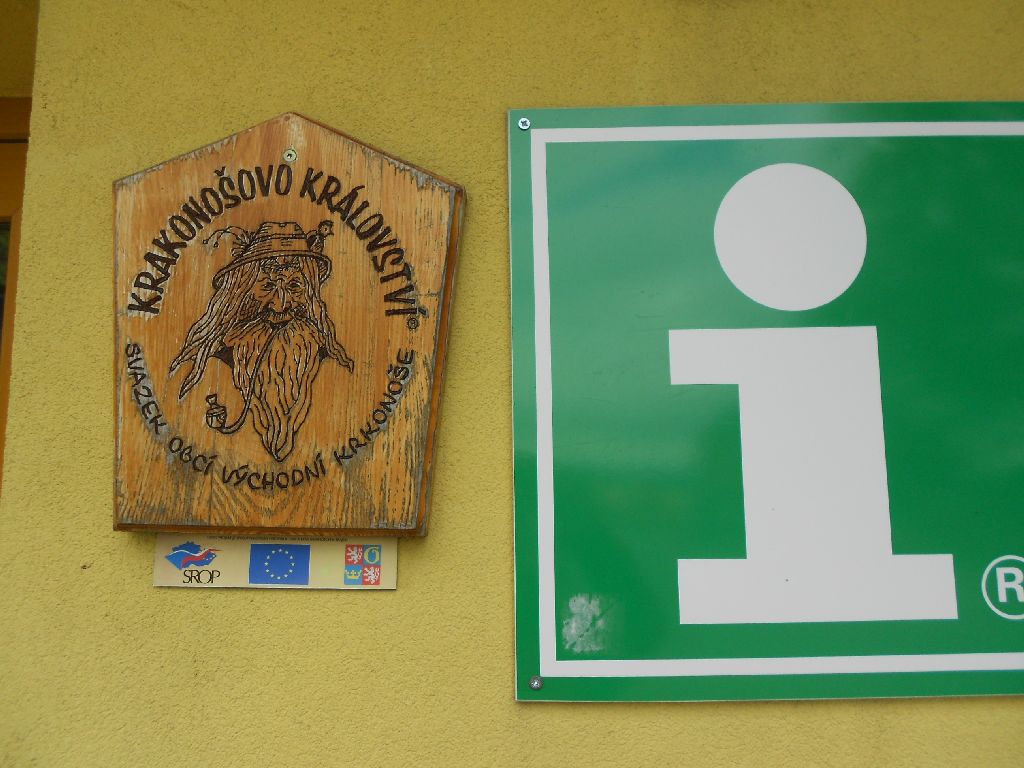 KRAKONOŠOVO KRÁLOVSTVÍ
SVAZEK OBCÍ VÝCHODNÍ KRKONOŠE
SROP
i
®